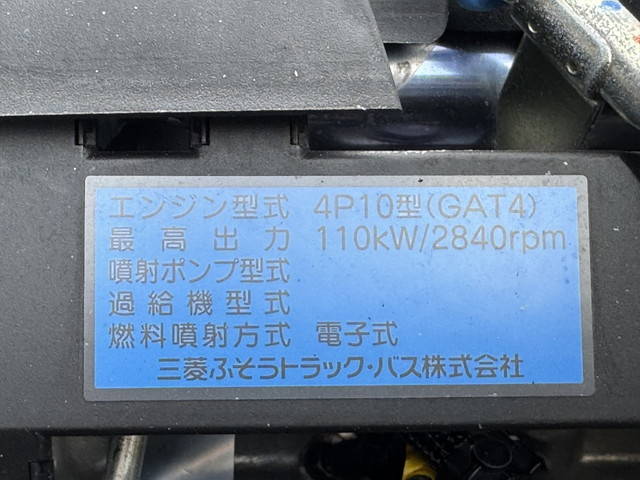 エンジン型式 4P10型(GAT4)
最高出力 110kW/2840rpm
噴射ポンプ型式
過給機型式
燃料噴射方式 電子式
三菱ふそうトラック・バス株式会社